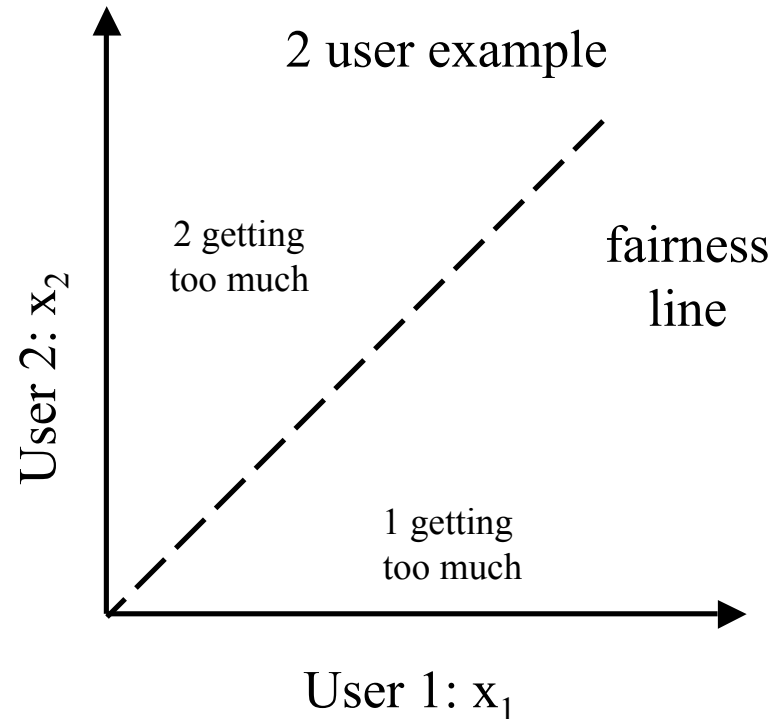 2 user example
2 getting
too much
fairness
line
User 2: x₂
1 getting
too much
User 1: x₁